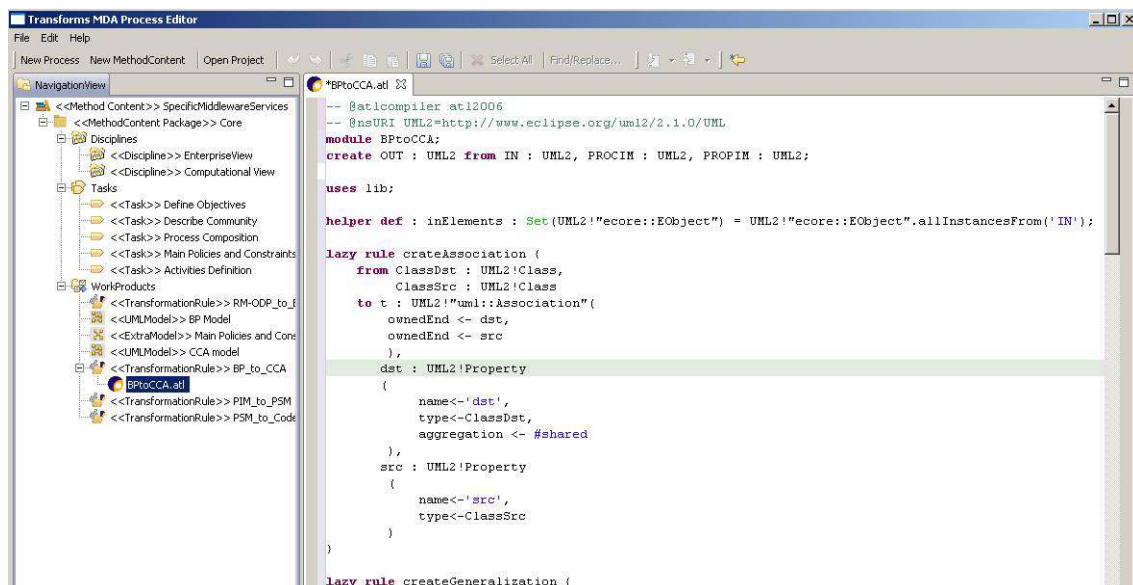 Transforms MDA Process Editor
File Edit Help
New Process New MethodContent Open Project Select All Find/Replace...
NavigationView
<<Method Content>> SpecificMiddlewareServices
<<MethodContent Package>> Core
Disciplines
<<Discipline>> EnterpriseView
<<Discipline>> Computational View
Tasks
<<Task>> Define Objectives
<<Task>> Describe Community
<<Task>> Process Composition
<<Task>> Main Policies and Constraints
<<Task>> Activities Definition
WorkProducts
<<TransformationRule>> RM-ODP_to_
<<UMLModel>> BP Model
<<ExtraModel>> Main Policies and Cons
<<UMLModel>> CCA model
<<TransformationRule>> BP_to_CCA
BPtoCCA.atl
<<TransformationRule>> PIM_to_PSM
<<TransformationRule>> PSM_to_Code
*BPtoCCA.atl
-- @atlcompiler atl2006
-- @nsURI UML2=http://www.eclipse.org/uml2/2.1.0/UML
module BPtoCCA;
create OUT : UML2 from IN : UML2, PROCIM : UML2, PROPIM : UML2;
uses lib;
helper def : inElements : Set(UML2!"ecore::EObject") = UML2!"ecore::EObject".allInstancesFrom('IN');
lazy rule crateAssociation {
from ClassDst : UML2!Class,
ClassSrc : UML2!Class
to t : UML2!"uml::Association"(
ownedEnd <- dst,
ownedEnd <- src
),
dst : UML2!Property
(
name<-'dst',
type<-ClassDst,
aggregation <- #shared
),
src : UML2!Property
(
name<-'src',
type<-ClassSrc
)
}
lazy rule createGeneralization {